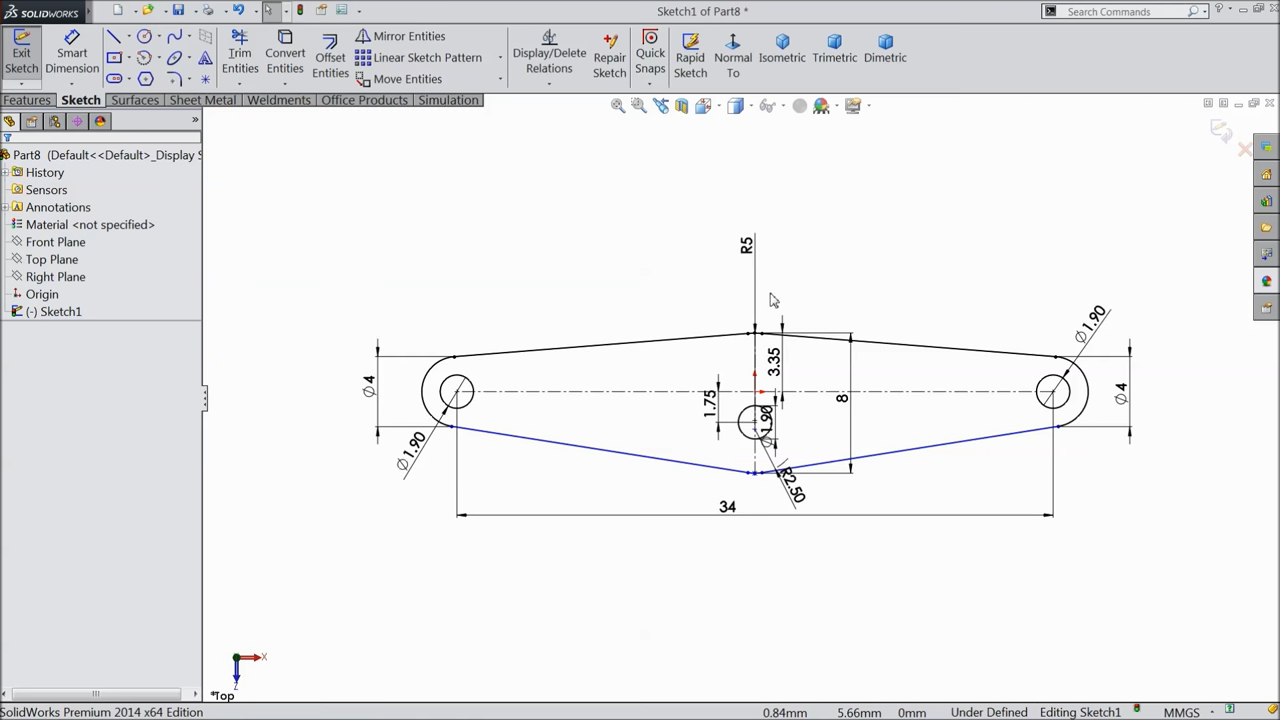 SOLIDWORKS
Sketch1 of Part8 *
Search Commands
Exit Sketch
Smart Dimension
Trim Entities
Convert Entities
Offset Entities
Mirror Entities
Linear Sketch Pattern
Move Entities
Display/Delete Relations
Repair Sketch
Quick Snaps
Rapid Sketch
Normal To
Isometric
Trimetric
Dimetric
Features
Sketch
Surfaces
Sheet Metal
Weldments
Office Products
Simulation
Part8 (Default<<Default>_Display S
History
Sensors
Annotations
Material <not specified>
Front Plane
Top Plane
Right Plane
Origin
(-) Sketch1
R5
Ø1.90
3.35
Ø4
1.75
8
Ø4
Ø1.90
Ø1.90
R2.50
34
X
Z
*Top
SolidWorks Premium 2014 x64 Edition
0.84mm
5.66mm
0mm
Under Defined
Editing Sketch1
MMGS